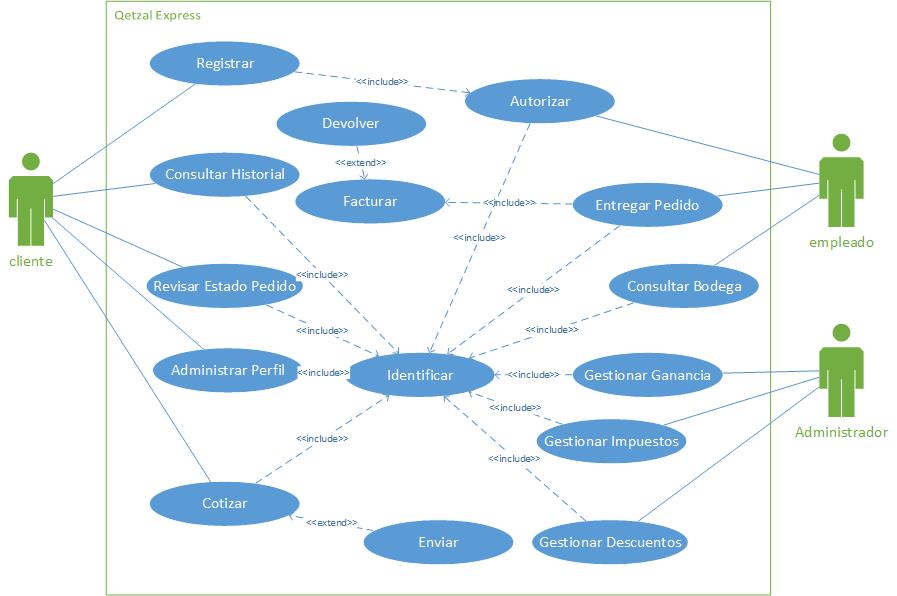 Qetzal Express
Registrar
<<include>>
Autorizar
Devolver
<<extend>>
Consultar Historial
Facturar
<<include>>
Entregar Pedido
cliente
empleado
<<include>>
<<include>>
Revisar Estado Pedido
<<include>>
Consultar Bodega
<<include>>
<<include>>
Administrar Perfil
<<include>>
Identificar
<<include>>
Gestionar Ganancia
<<include>>
Gestionar Impuestos
Administrador
<<include>>
<<include>>
Cotizar
<<extend>>
Enviar
Gestionar Descuentos